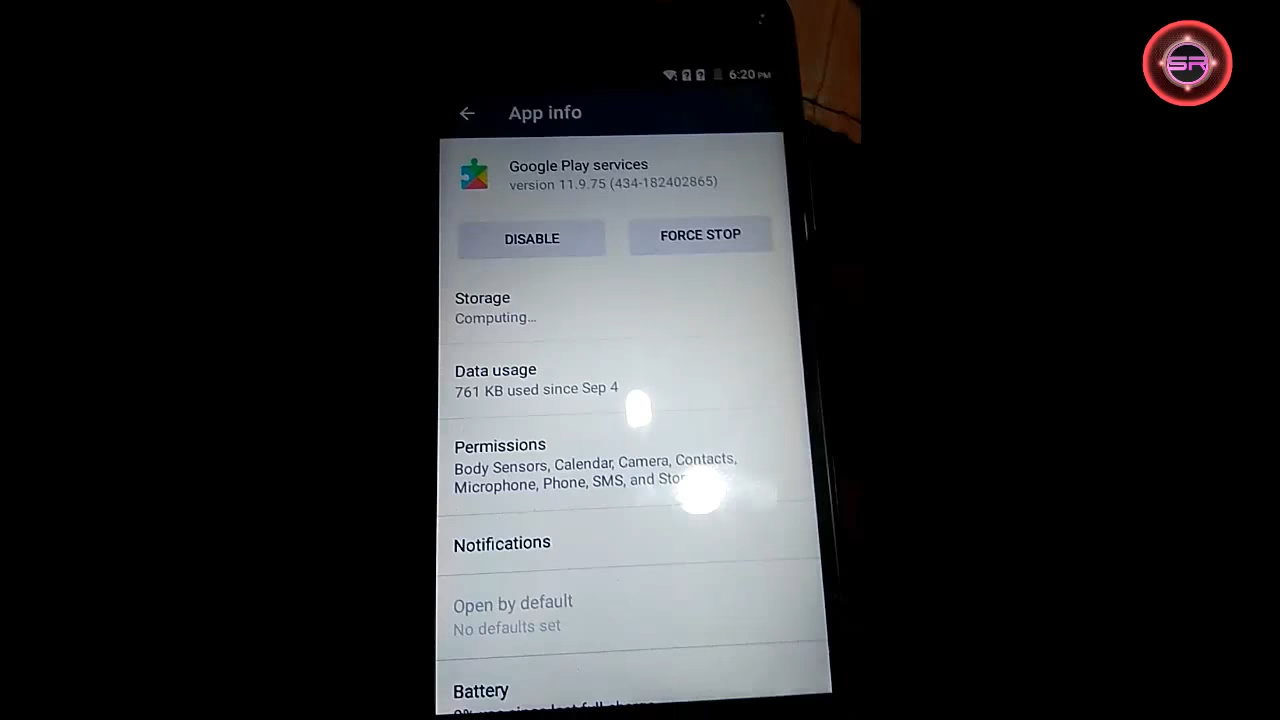 6:20 PM
SR
App info
Google Play services
version 11.9.75 (434-182402865)
DISABLE
FORCE STOP
Storage
Computing...
Data usage
761 KB used since Sep 4
Permissions
Body Sensors, Calendar, Camera, Contacts,
Microphone, Phone, SMS, and
Notifications
Open by default
No defaults set
Battery